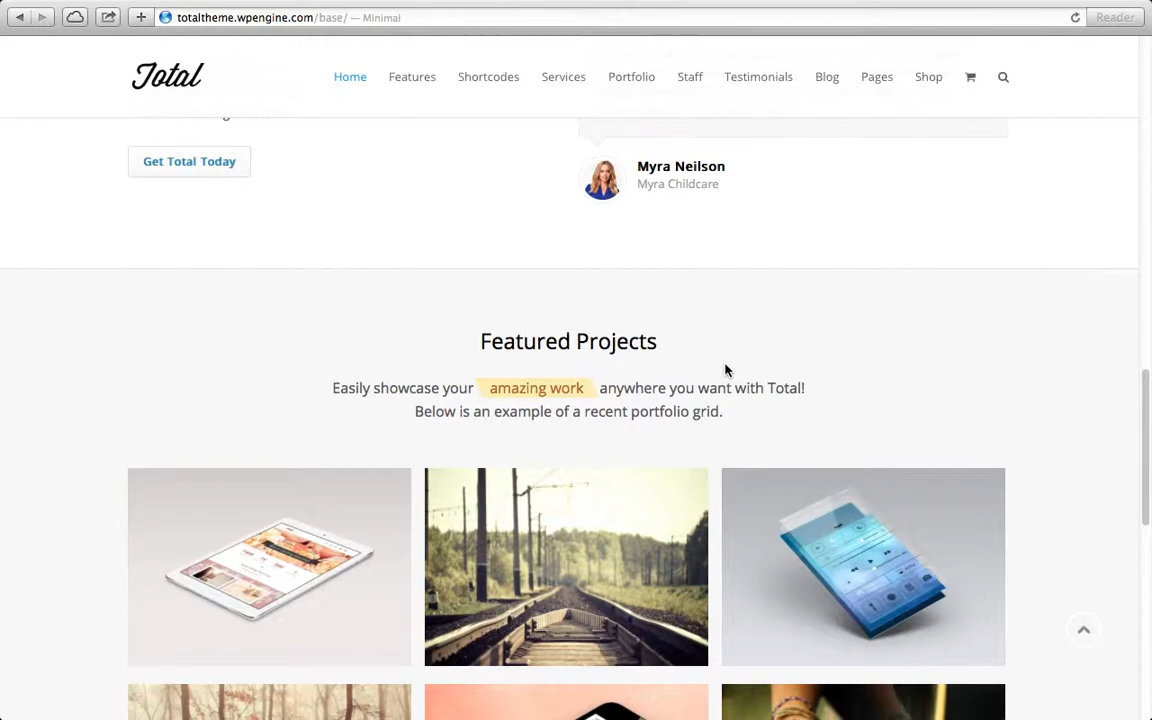 totaltheme.wpengine.com/base/ — Minimal
Reader
Total
Home Features Shortcodes Services Portfolio Staff Testimonials Blog Pages Shop
Get Total Today
Myra Neilson
Myra Childcare
Featured Projects
Easily showcase your amazing work anywhere you want with Total!
Below is an example of a recent portfolio grid.